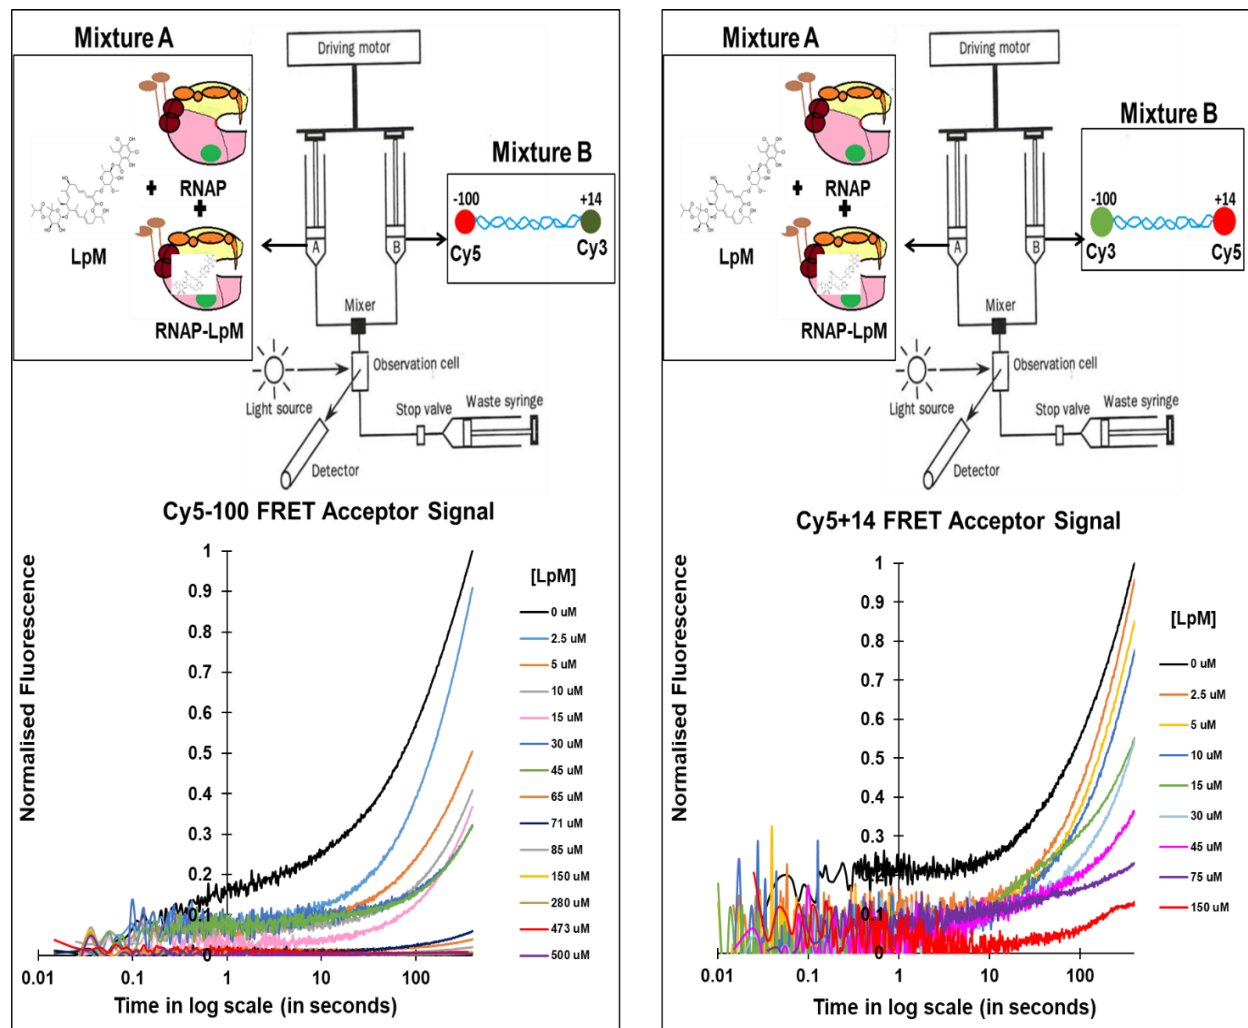 Mixture A
Driving motor
Mixture B
+
RNAP
+
LpM
RNAP-LpM
-100
+14
Cy5
Cy3
A
B
Mixer
Observation cell
Light source
Stop valve
Waste syringe
Detector
Cy5-100 FRET Acceptor Signal
Normalised Fluorescence
1
0.9
0.8
0.7
0.6
0.5
0.4
0.3
0.2
0.1
0
0.01
0.1
1
10
100
Time in log scale (in seconds)
[LpM]
0 uM
2.5 uM
5 uM
10 uM
15 uM
30 uM
45 uM
65 uM
71 uM
85 uM
150 uM
280 uM
473 uM
500 uM
Mixture A
Driving motor
Mixture B
+
RNAP
+
LpM
RNAP-LpM
-100
+14
Cy3
Cy5
A
B
Mixer
Observation cell
Light source
Stop valve
Waste syringe
Detector
Cy5+14 FRET Acceptor Signal
Normalised Fluorescence
1
0.9
0.8
0.7
0.6
0.5
0.4
0.3
0.2
0.1
0
0.01
0.1
1
10
100
Time in log scale (in seconds)
[LpM]
0 uM
2.5 uM
5 uM
10 uM
15 uM
30 uM
45 uM
75 uM
150 uM